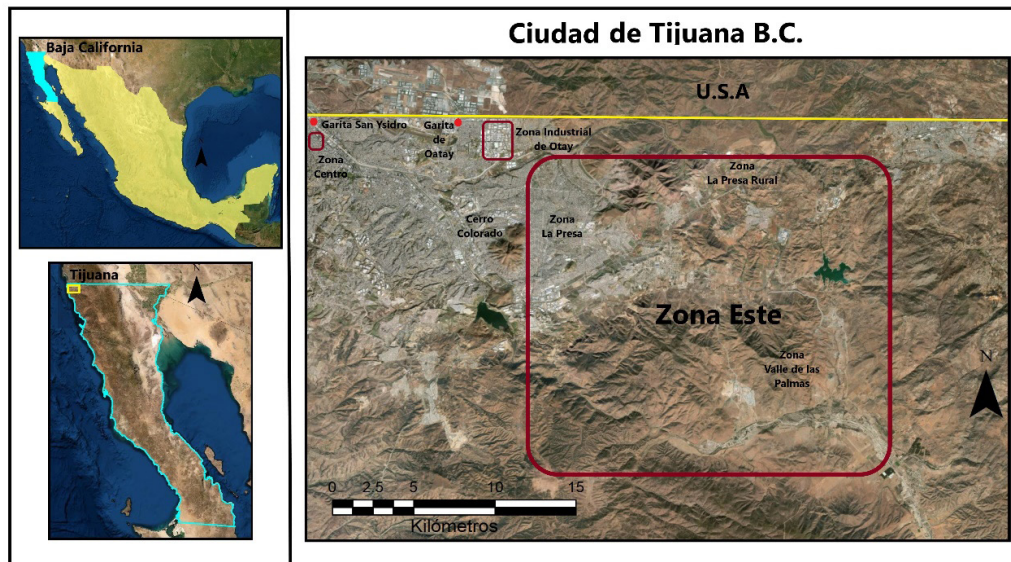 Baja California
Tijuana
N
Ciudad de Tijuana B.C.
U.S.A
Garita San Ysidro
Garita
de
Oatay
Zona Industrial
de Otay
Zona
Centro
Zona
La Presa Rural
Cerro
Colorado
Zona
La Presa
Zona Este
Zona
Valle de las
Palmas
N
0 2.5 5 10 15
Kilómetros